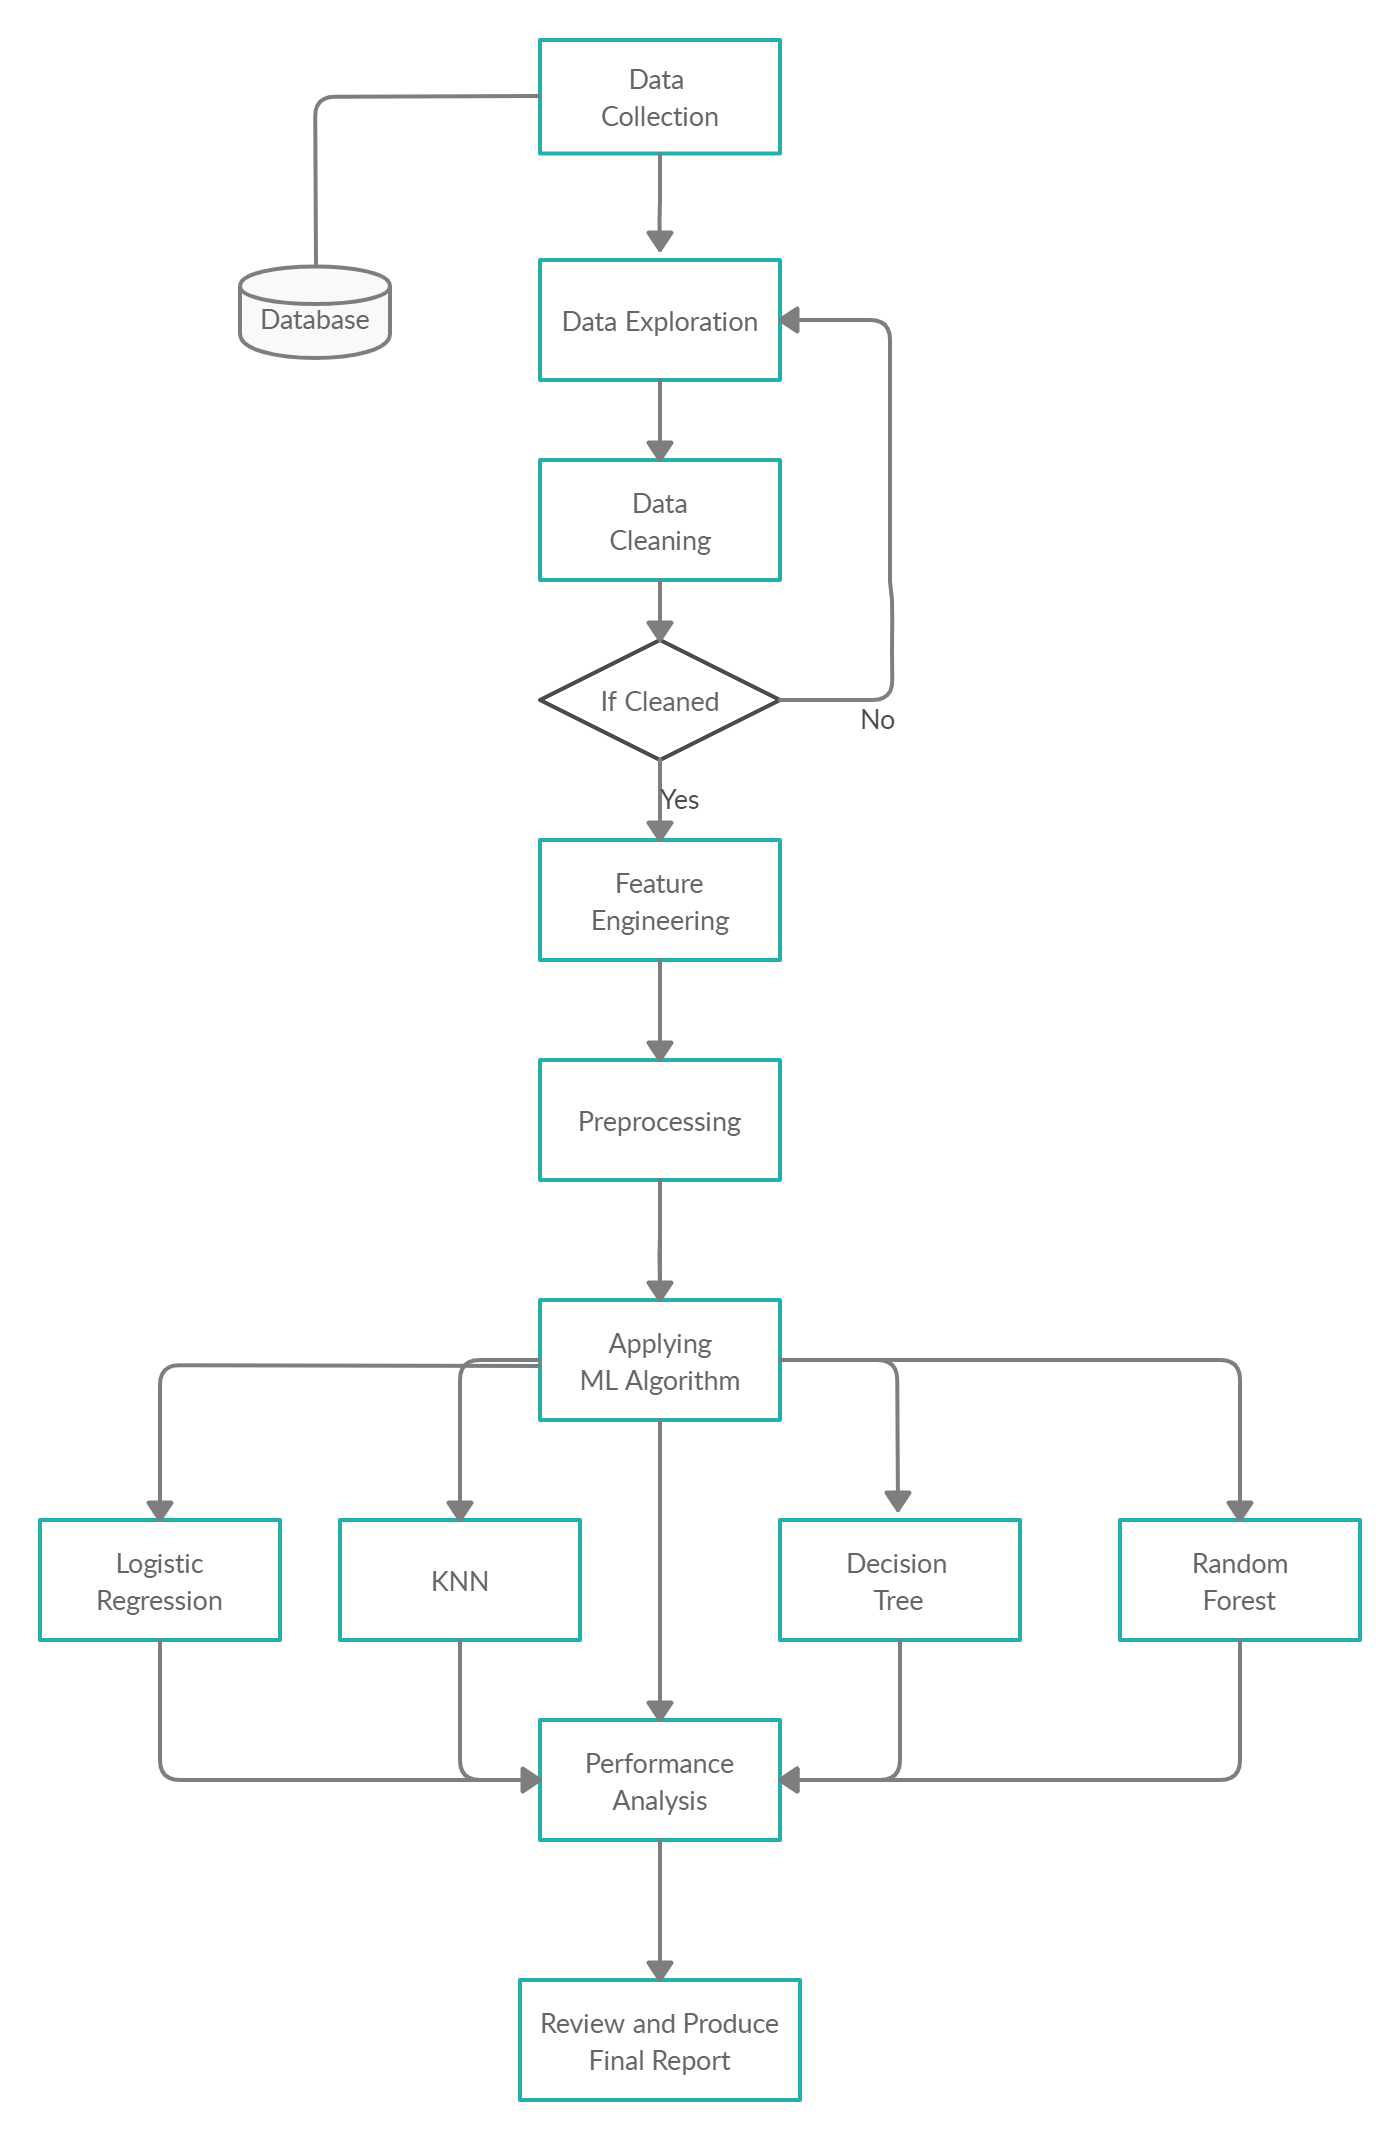 Data
Collection
Database
Data Exploration
Data
Cleaning
If Cleaned
No
Yes
Feature
Engineering
Preprocessing
Applying
ML Algorithm
Logistic
Regression
KNN
Decision
Tree
Random
Forest
Performance
Analysis
Review and Produce
Final Report